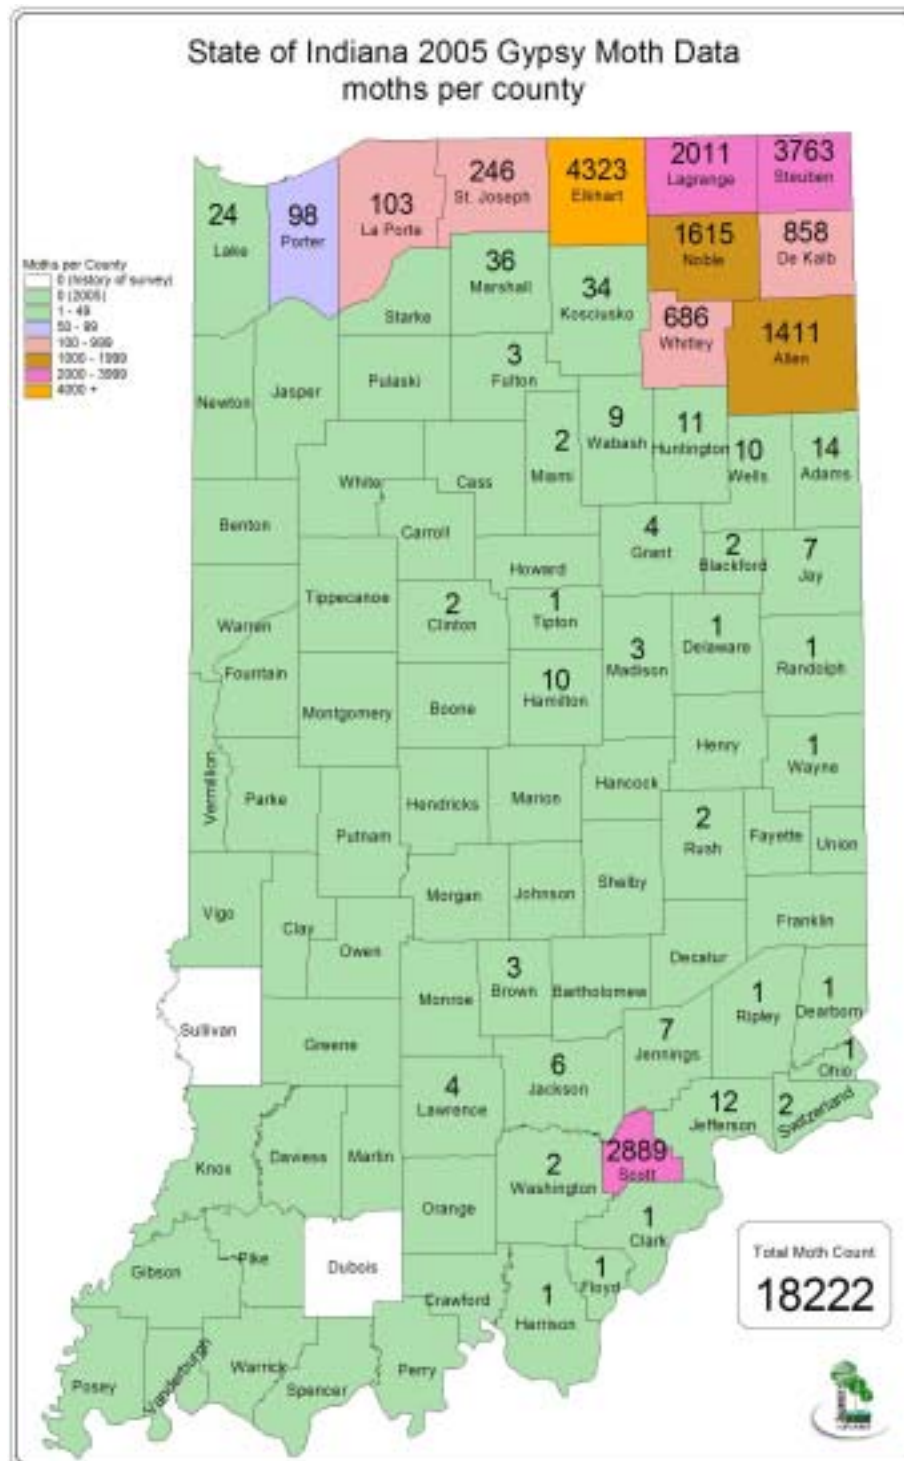 State of Indiana 2005 Gypsy Moth Data
moths per county
Moths per County
0 (history of survey)
0 (2005)
1 - 49
50 - 99
100 - 999
1000 - 1999
2000 - 3999
4000 +
24
Lake
98
Porter
103
La Porte
246
St. Joseph
4323
Elkhart
2011
Lagrange
3763
Steuben
1615
Noble
858
De Kalb
Starke
36
Marshall
34
Kosciusko
686
Whitley
1411
Allen
Newton
Jasper
Pulaski
3
Fulton
White
Cass
2
Miami
9
Wabash
11
Huntington
10
Wells
14
Adams
Benton
Carroll
Howard
4
Grant
2
Blackford
7
Jay
Warren
Tippecanoe
2
Clinton
1
Tipton
3
Madison
1
Delaware
1
Randolph
Fountain
Montgomery
Boone
10
Hamilton
Henry
1
Wayne
Vermillion
Parke
Putnam
Hendricks
Marion
Hancock
2
Rush
Fayette
Union
Vigo
Clay
Owen
Morgan
Johnson
Shelby
Decatur
Franklin
Sullivan
Greene
Monroe
3
Brown
Bartholomew
7
Jennings
1
Ripley
1
Dearborn
1
Ohio
4
Lawrence
6
Jackson
12
Jefferson
2
Switzerland
Knox
Daviess
Martin
Orange
2
Washington
2889
Scott
1
Clark
Gibson
Pike
Dubois
Crawford
1
Harrison
1
Floyd
Posey
Vanderburgh
Warrick
Spencer
Perry
Total Moth Count
18222